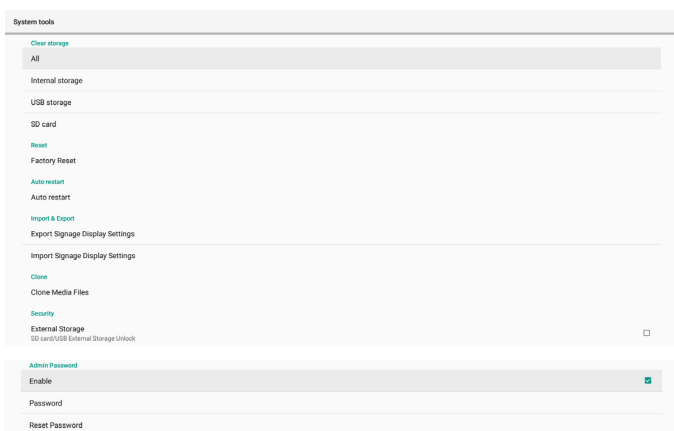 System tools
Clear storage
All
Internal storage
USB storage
SD card
Reset
Factory Reset
Auto restart
Auto restart
Import & Export
Export Signage Display Settings
Import Signage Display Settings
Clone
Clone Media Files
Security
External Storage
SD card/USB External Storage Unlock
Admin Password
Enable
Password
Reset Password